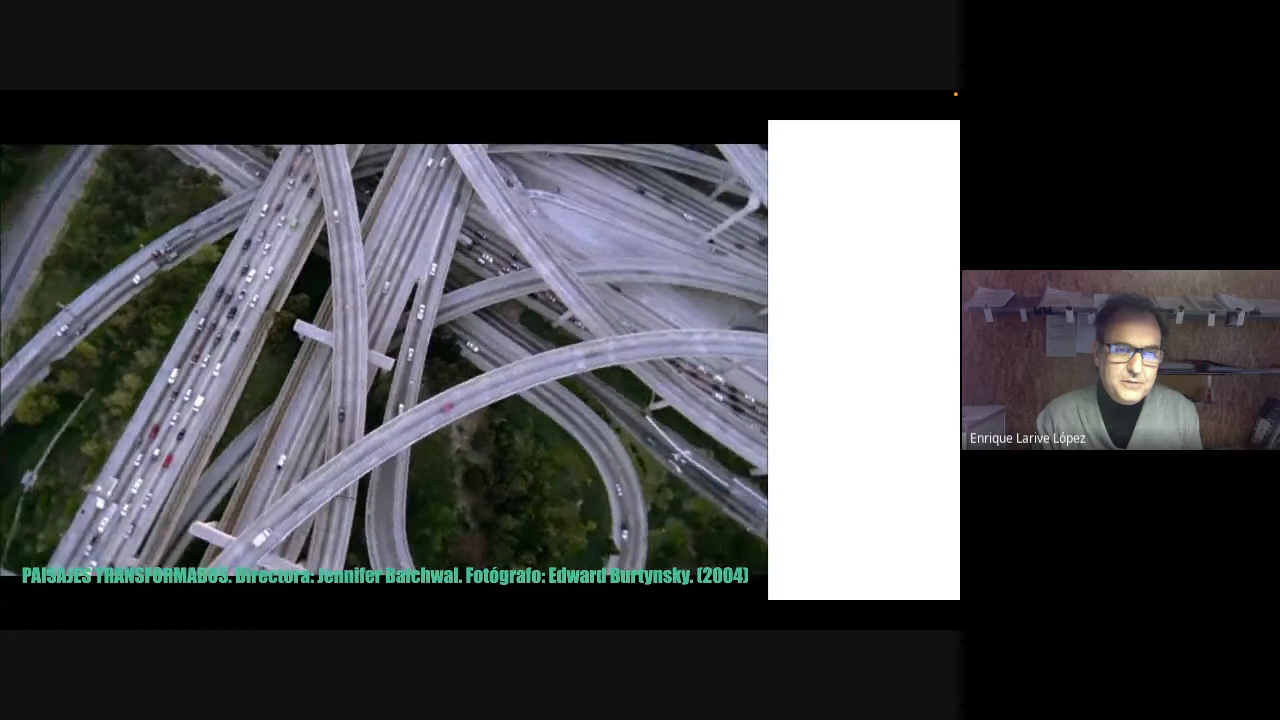 PAISAJES TRANSFORMADOS. Directora: Jennifer Baichwal. Fotógrafo: Edward Burtynsky. (2004)
Enrique Larive López